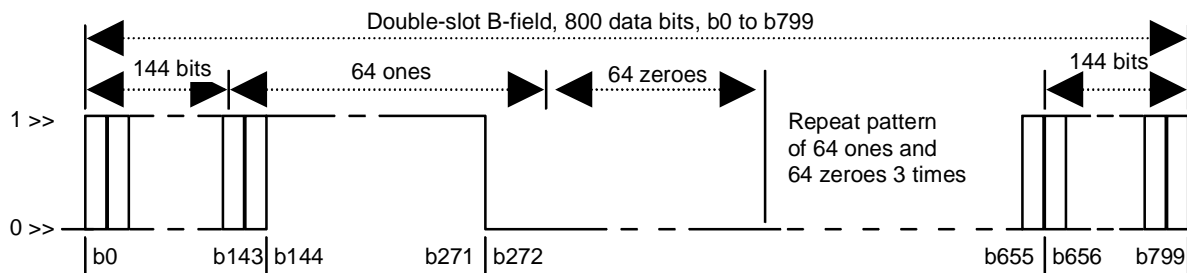 Double-slot B-field, 800 data bits, b0 to b799
144 bits
64 ones
64 zeroes
144 bits
1 >>
Repeat pattern
of 64 ones and
64 zeroes 3 times
0 >>
b0
b143
b144
b271
b272
b655
b656
b799